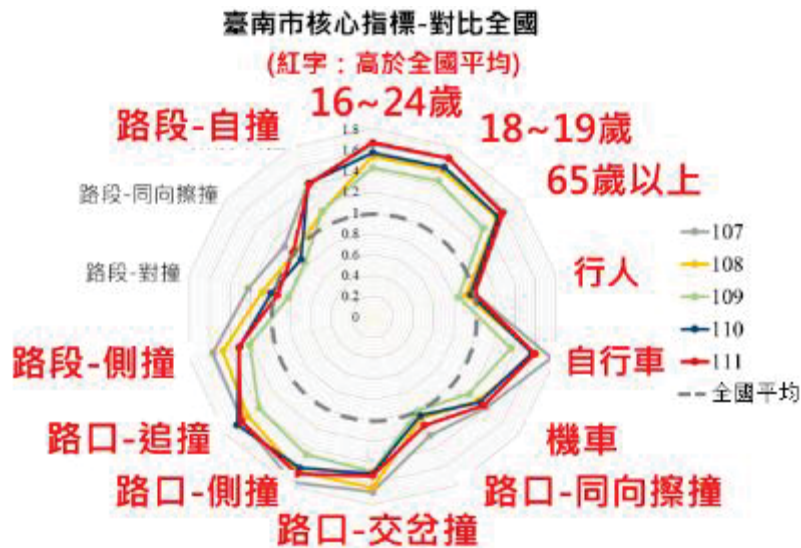 臺南市核心指標-對比全國
(紅字：高於全國平均)
16~24歲
18~19歲
65歲以上
行人
自行車
機車
路口-同向擦撞
路口-交岔撞
路口-側撞
路口-追撞
路段-側撞
路段-對撞
路段-同向擦撞
路段-自撞
1.8
1.6
1.4
1.2
1
0.8
0.6
0.4
0.2
0
107
108
109
110
111
全國平均